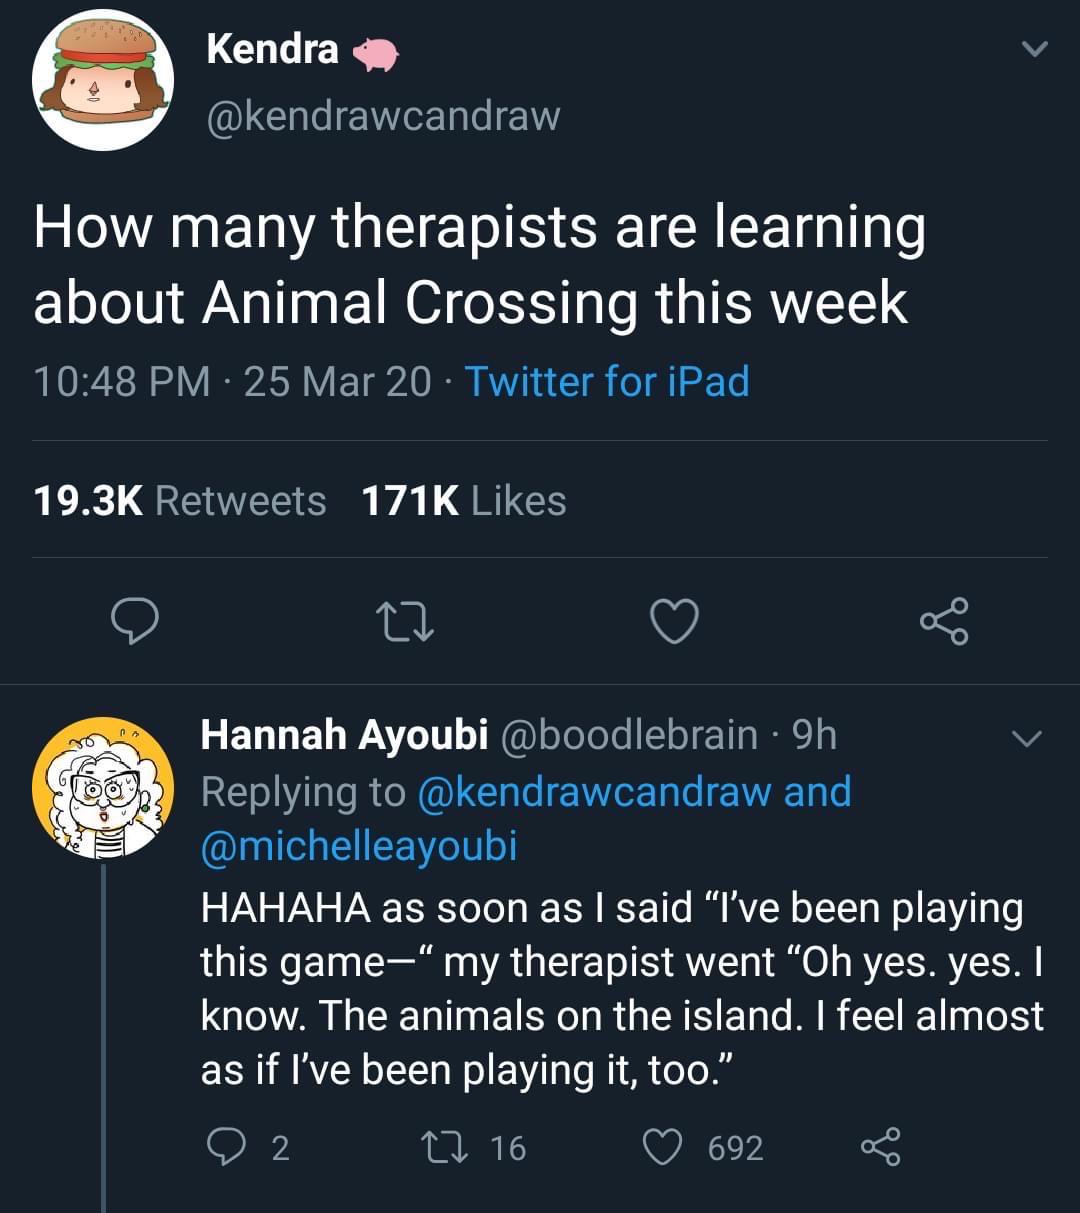 Kendra
@kendrawcandraw
How many therapists are learning
about Animal Crossing this week
10:48 PM · 25 Mar 20 · Twitter for iPad
19.3K Retweets 171K Likes
Hannah Ayoubi @boodlebrain · 9h
Replying to @kendrawcandraw and
@michelleayoubi
HAHAHA as soon as I said “I’ve been playing
this game—“ my therapist went “Oh yes. yes. I
know. The animals on the island. I feel almost
as if I’ve been playing it, too.”
2 16 692